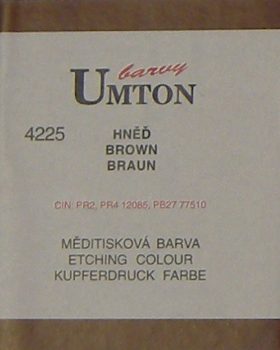 barvy
UMTON
4225
HNĚĎ
BROWN
BRAUN
CIN: PR2, PR4 12085, PB27 77510
MĚDITISKOVÁ BARVA
ETCHING COLOUR
KUPFERDRUCK FARBE